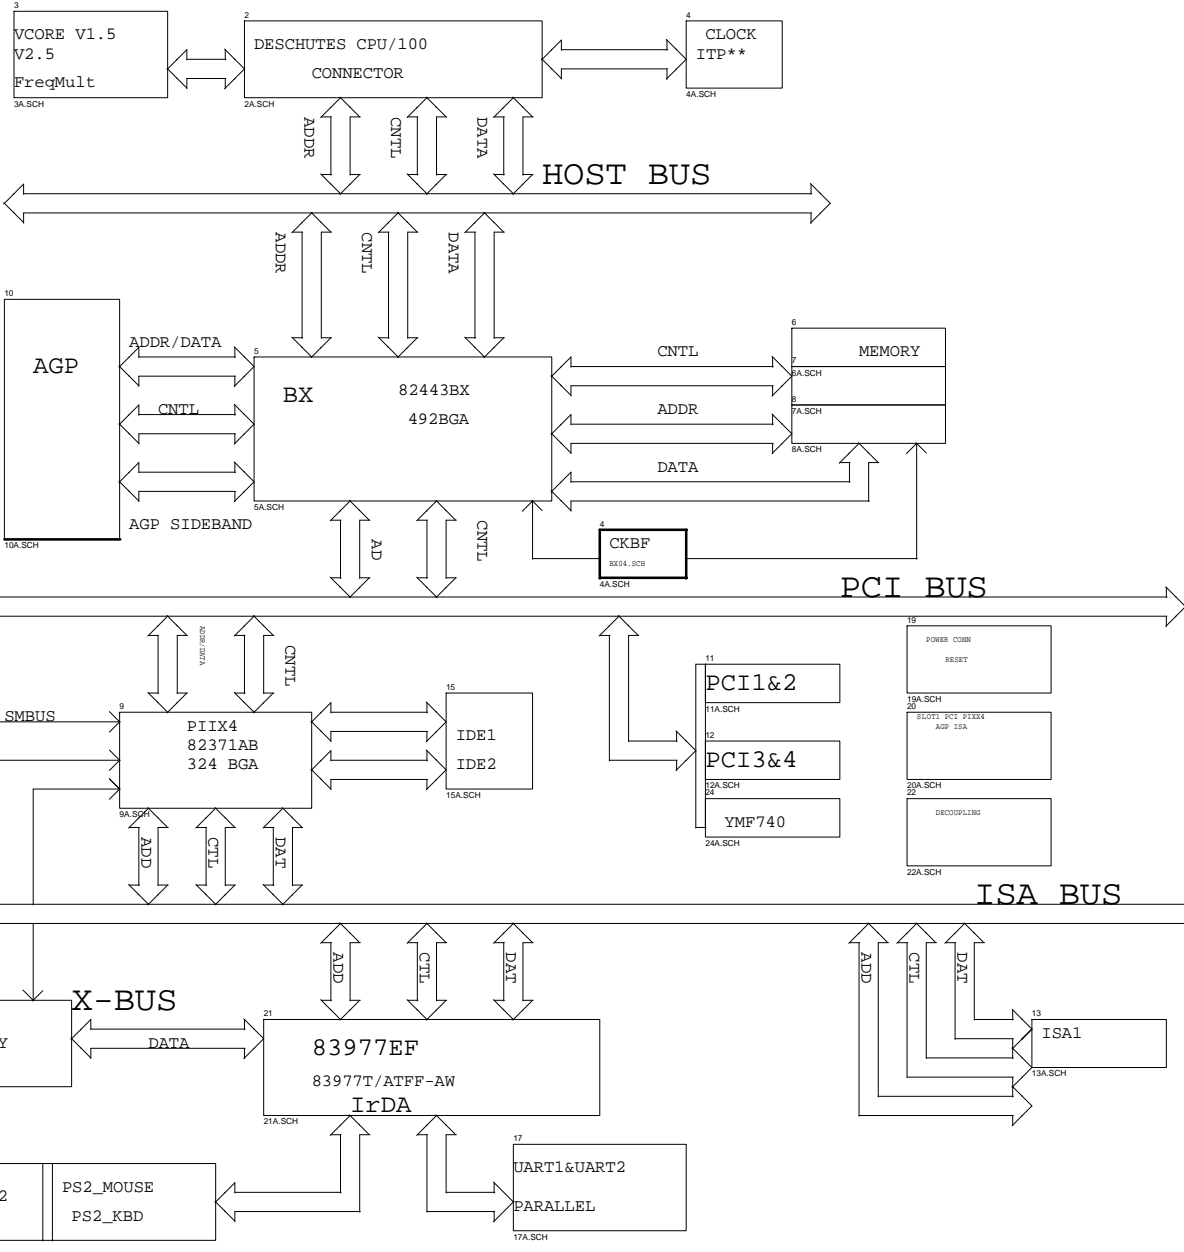 3
VCORE V1.5
V2.5
FreqMult
3A.SCH
2
DESCHUTES CPU/100
CONNECTOR
2A.SCH
4
CLOCK
ITP**
4A.SCH
ADDR
CNTL
DATA
HOST BUS
ADDR
CNTL
DATA
10
AGP
10A.SCH
ADDR/DATA
CNTL
AGP SIDEBAND
5
BX
82443BX
492BGA
5A.SCH
CNTL
ADDR
DATA
6
MEMORY
7
6A.SCH
8
7A.SCH
8A.SCH
AD
CNTL
4
CKBF
BX04.SCH
4A.SCH
PCI BUS
ADDR/DATA
CNTL
SMBUS
9
PIIX4
82371AB
324 BGA
9A.SCH
15
IDE1
IDE2
15A.SCH
11
PCI1&2
11A.SCH
12
PCI3&4
12A.SCH
24
YMF740
24A.SCH
19
POWER CONN
RESET
19A.SCH
20
SLOT1 PCI PIXX4
AGP ISA
20A.SCH
22
DECOUPLING
22A.SCH
ADD
CTL
DAT
ISA BUS
ADD
CTL
DAT
ADD
CTL
DAT
X-BUS
Y
DATA
21
83977EF
83977T/ATFF-AW
IrDA
21A.SCH
13
ISA1
13A.SCH
2
PS2_MOUSE
PS2_KBD
17
UART1&UART2
PARALLEL
17A.SCH